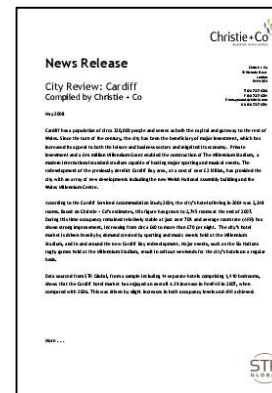 Christie+Co
News Release
City Review: Cardiff
Compiled by Christie + Co
May 2008
Cardiff has a population of circa 320,000 people and serves as both the capital and gateway to the rest of
Wales. Since the turn of the century, the city has been the beneficiary of major investment, which has
increased its appeal to both the leisure and business sectors and reignited its economy. Private
investment and a £46 million Millennium Grant enabled the construction of The Millennium Stadium, a
modern international standard stadium capable of hosting major sporting and musical events. The
redevelopment of the previously derelict Cardiff Bay area, at a cost of over £2 billion, has provided the
city with an array of new developments including the new Welsh National Assembly building and the
Wales Millennium Centre.
According to the Cardiff Serviced Accommodation Study 2004, the city's hotel offering in 2004 was 2,248
rooms. Based on Christie + Co's estimates, this figure has grown to 2,745 rooms at the end of 2007.
During this time occupancy remained relatively stable at just over 70% and average room rate (ARR) has
shown strong improvement, increasing from circa £60 to more than £70 per night. The city's hotel
market is driven heavily by demand created by sporting and music events held at the Millennium
Stadium, and in and around the new Cardiff Bay redevelopment. Major events, such as the Six Nations
rugby games held at the Millennium Stadium, result in sellout weekends for the city's hotels on a regular
basis.
Data sourced from STR Global, from a sample including 14 separate hotels comprising 1,910 bedrooms,
shows that the Cardiff hotel market has enjoyed an overall 4.3% increase in RevPAR in 2007, when
compared with 2006. This was driven by slight increases in both occupancy levels and ARR achieved.
More . . .
STR
GLOBAL